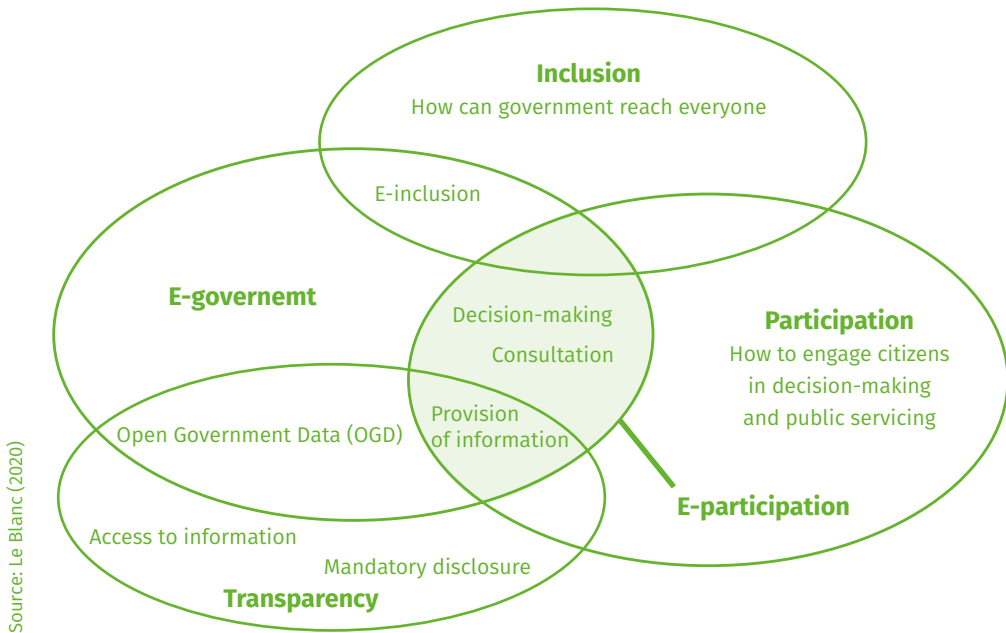 Inclusion
How can government reach everyone
E-inclusion
E-governemt
Decision-making
Consultation
Participation
How to engage citizens
in decision-making
and public servicing
Provision
of information
Open Government Data (OGD)
E-participation
Access to information
Mandatory disclosure
Transparency
Source: Le Blanc (2020)